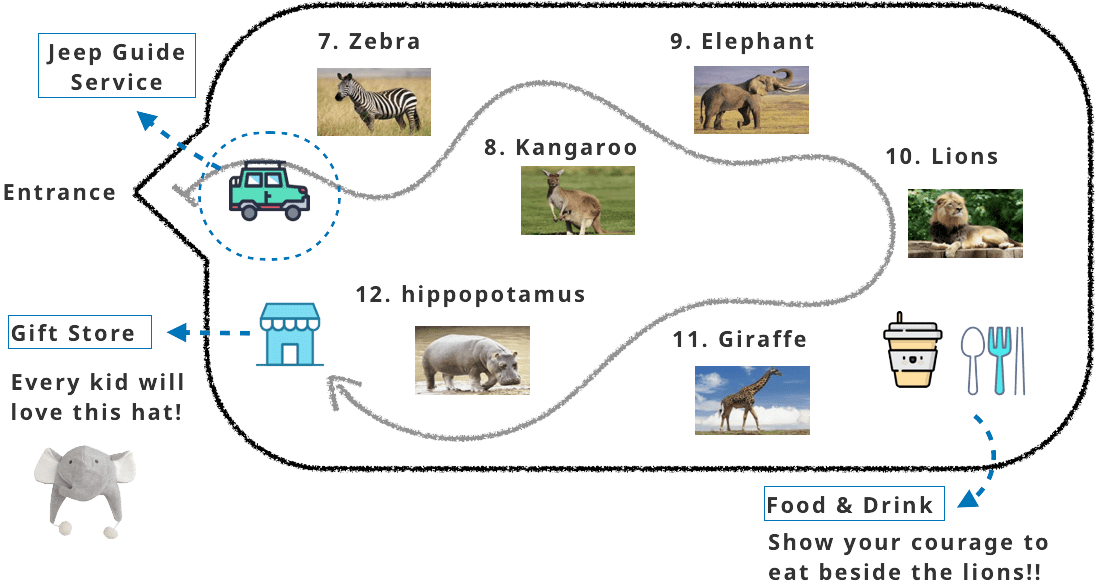 Jeep Guide
Service
7. Zebra
9. Elephant
8. Kangaroo
10. Lions
Entrance
12. hippopotamus
Gift Store
11. Giraffe
Every kid will
love this hat!
Food & Drink
Show your courage to
eat beside the lions!!